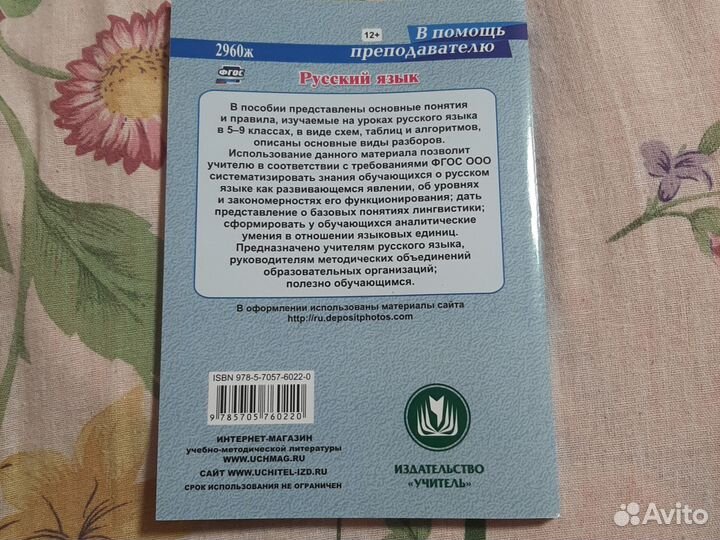 12+
В помощь
преподавателю
2960ж
ФГОС
Русский язык
В пособии представлены основные понятия
и правила, изучаемые на уроках русского языка
в 5–9 классах, в виде схем, таблиц и алгоритмов,
описаны основные виды разборов.
Использование данного материала позволит
учителю в соответствии с требованиями ФГОС ООО
систематизировать знания обучающихся о русском
языке как развивающемся явлении, об уровнях
и закономерностях его функционирования; дать
представление о базовых понятиях лингвистики;
сформировать у обучающихся аналитические
умения в отношении языковых единиц.
Предназначено учителям русского языка,
руководителям методических объединений
образовательных организаций;
полезно обучающимся.
В оформлении использованы материалы сайта
http://ru.depositphotos.com
ISBN 978-5-7057-6022-0
9 785705 760220
ИНТЕРНЕТ-МАГАЗИН
учебно-методической литературы
WWW.UCHMAG.RU
САЙТ WWW.UCHITEL-IZD.RU
СРОК ИСПОЛЬЗОВАНИЯ НЕ ОГРАНИЧЕН
ИЗДАТЕЛЬСТВО
«УЧИТЕЛЬ»
Avito